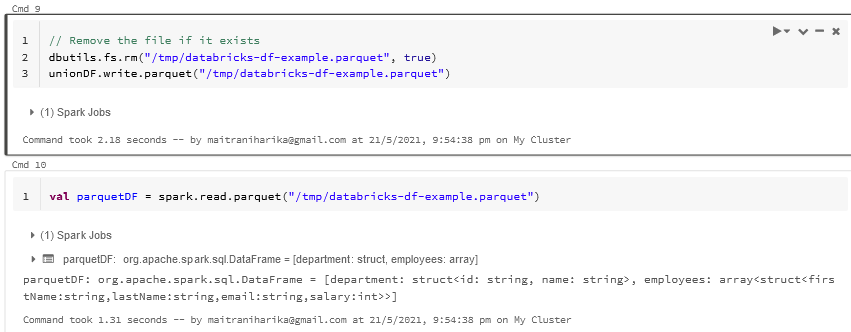 Cmd 9
1 // Remove the file if it exists
2 dbutils.fs.rm("/tmp/databricks-df-example.parquet", true)
3 unionDF.write.parquet("/tmp/databricks-df-example.parquet")
(1) Spark Jobs
Command took 2.18 seconds -- by maitraniharika@gmail.com at 21/5/2021, 9:54:38 pm on My Cluster
Cmd 10
1 val parquetDF = spark.read.parquet("/tmp/databricks-df-example.parquet")
(1) Spark Jobs
parquetDF: org.apache.spark.sql.DataFrame = [department: struct, employees: array]
parquetDF: org.apache.spark.sql.DataFrame = [department: struct<id: string, name: string>, employees: array<struct<firs
tName:string,lastName:string,email:string,salary:int>>]
Command took 1.31 seconds -- by maitraniharika@gmail.com at 21/5/2021, 9:54:38 pm on My Cluster